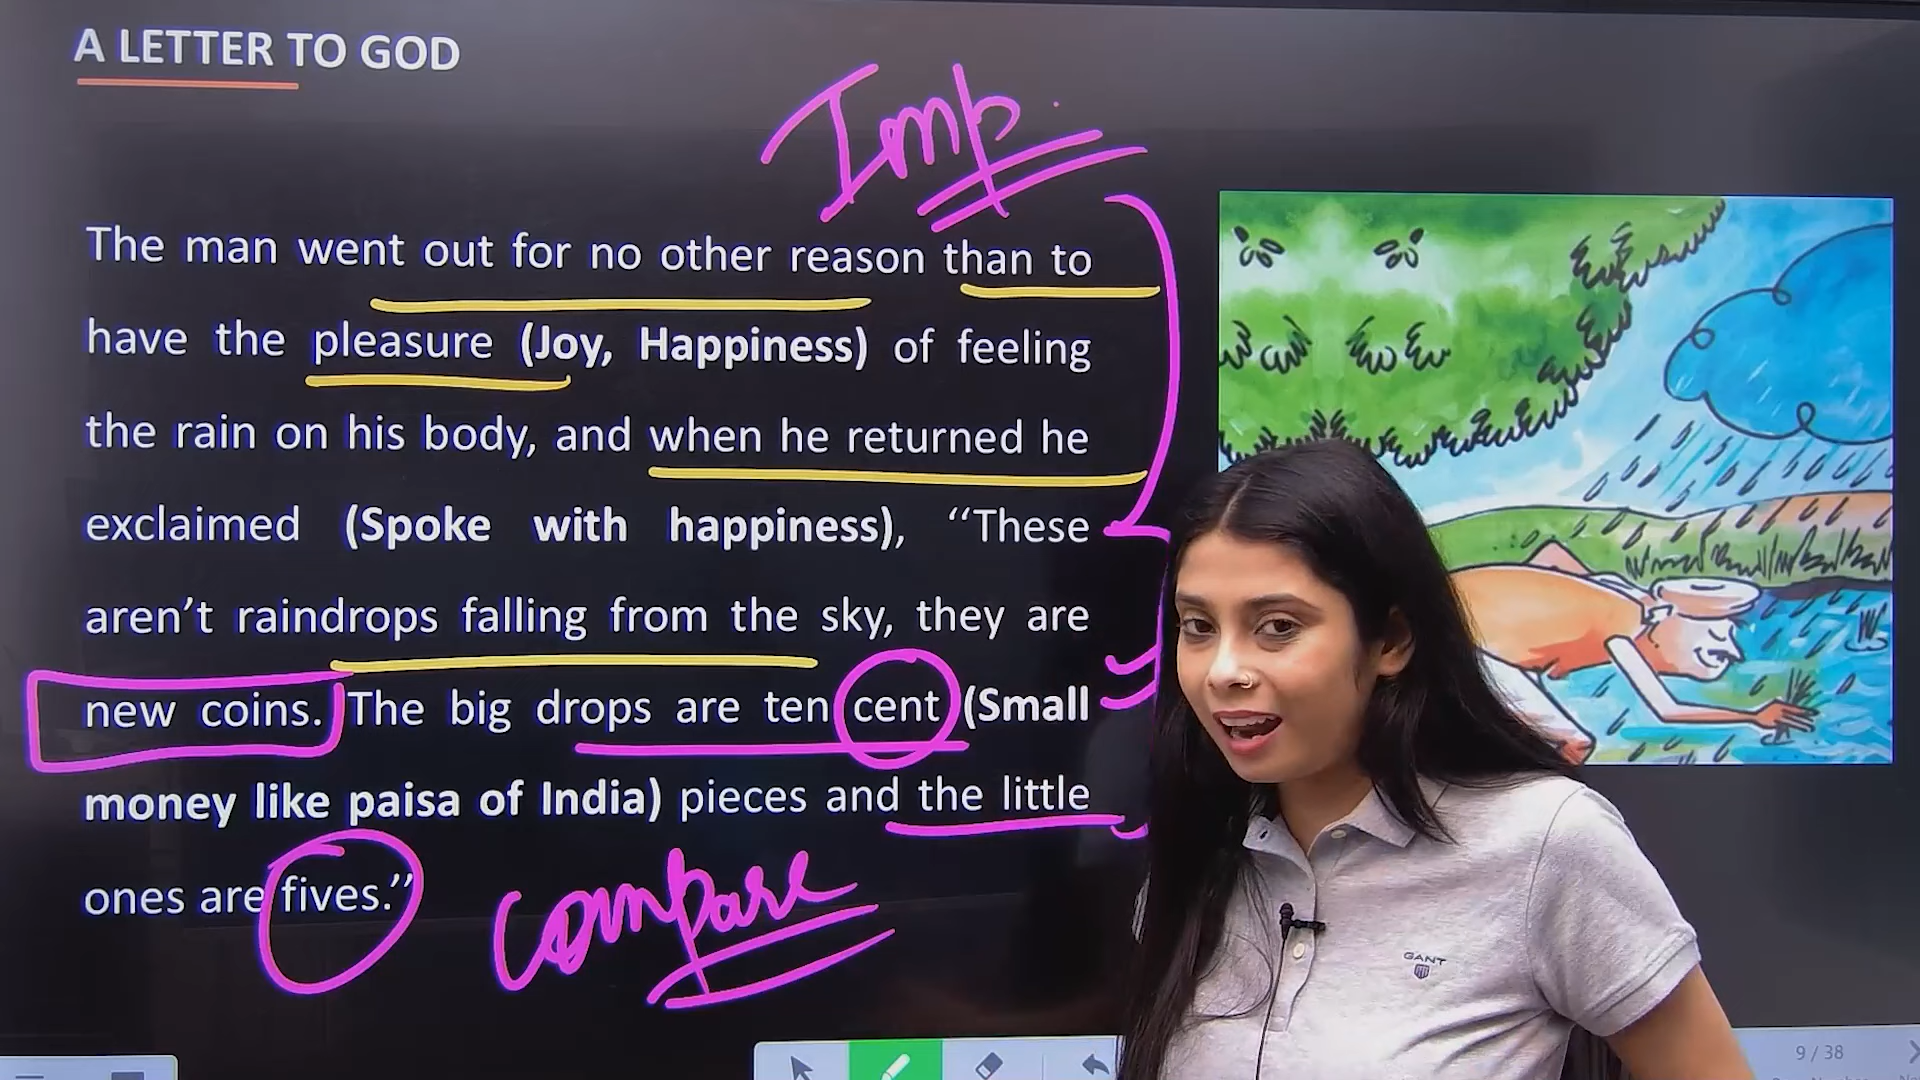 A LETTER TO GOD
Imp.
The man went out for no other reason than to
have the pleasure (Joy, Happiness) of feeling
the rain on his body, and when he returned he
exclaimed (Spoke with happiness), ‘‘These
aren’t raindrops falling from the sky, they are
new coins. The big drops are ten cent (Small
money like paisa of India) pieces and the little
ones are fives.’’
compare
GANT
9 / 38